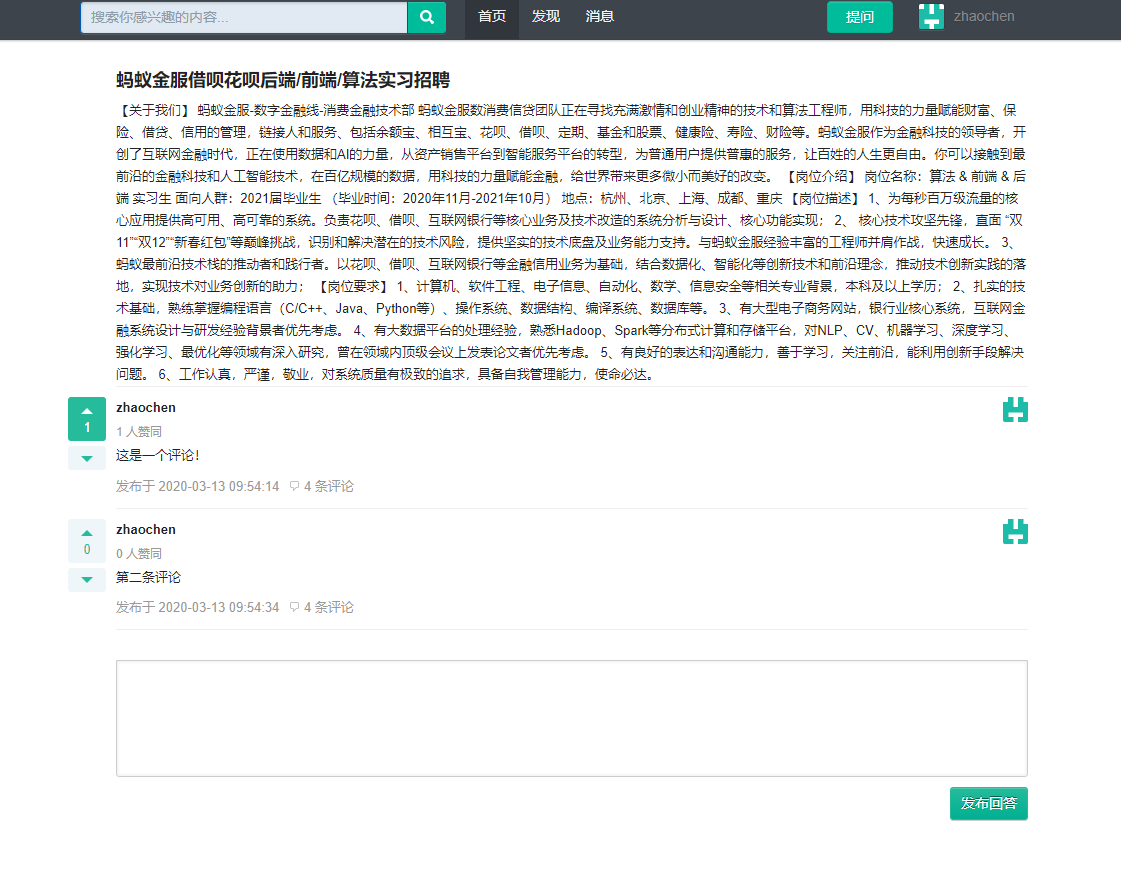 搜索你感兴趣的内容...
首页 发现 消息
提问
zhaochen
蚂蚁金服借呗花呗后端/前端/算法实习招聘
【关于我们】 蚂蚁金服-数字金融线-消费金融技术部 蚂蚁金服数消费信贷团队正在寻找充满激情和创业精神的技术和算法工程师，用科技的力量赋能财富、保
险、借贷、信用的管理，链接人和服务、包括余额宝、相互宝、花呗、借呗、定期、基金和股票、健康险、寿险、财险等。蚂蚁金服作为金融科技的领导者，开
创了互联网金融时代，正在使用数据和AI的力量，从资产销售平台到智能服务平台的转型，为普通用户提供普惠的服务，让百姓的人生更自由。你可以接触到最
前沿的金融科技和人工智能技术，在百亿规模的数据，用科技的力量赋能金融，给世界带来更多微小而美好的改变。 【岗位介绍】 岗位名称：算法 & 前端 & 后
端 实习生 面向人群：2021届毕业生 （毕业时间：2020年11月-2021年10月） 地点：杭州、北京、上海、成都、重庆 【岗位描述】 1、为每秒百万级流量的核
心应用提供高可用、高可靠的系统。负责花呗、借呗、互联网银行等核心业务及技术改造的系统分析与设计、核心功能实现； 2、 核心技术攻坚先锋，直面 “双
11”“双12”“新春红包”等巅峰挑战，识别和解决潜在的技术风险，提供坚实的技术底盘及业务能力支持。与蚂蚁金服经验丰富的工程师并肩作战，快速成长。 3、
蚂蚁最前沿技术栈的推动者和践行者。以花呗、借呗、互联网银行等金融信用业务为基础，结合数据化、智能化等创新技术和前沿理念，推动技术创新实践的落
地，实现技术对业务创新的助力； 【岗位要求】 1、计算机、软件工程、电子信息、自动化、数学、信息安全等相关专业背景，本科及以上学历； 2、扎实的技
术基础，熟练掌握编程语言（C/C++、Java、Python等）、操作系统、数据结构、编译系统、数据库等。 3、有大型电子商务网站，银行业核心系统，互联网金
融系统设计与研发经验背景者优先考虑。 4、有大数据平台的处理经验，熟悉Hadoop、Spark等分布式计算和存储平台，对NLP、CV、机器学习、深度学习、
强化学习、最优化等领域有深入研究，曾在领域内顶级会议上发表论文者优先考虑。 5、有良好的表达和沟通能力，善于学习，关注前沿，能利用创新手段解决
问题。 6、工作认真，严谨，敬业，对系统质量有极致的追求，具备自我管理能力，使命必达。
1
zhaochen
1 人赞同
这是一个评论！
发布于 2020-03-13 09:54:14 4 条评论
0
zhaochen
0 人赞同
第二条评论
发布于 2020-03-13 09:54:34 4 条评论
发布回答